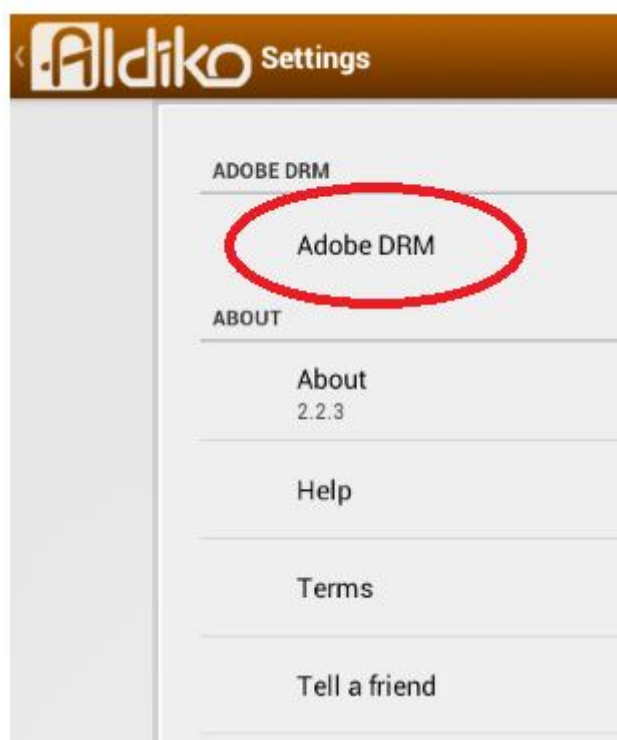 Aldiko Settings
ADOBE DRM
Adobe DRM
ABOUT
About
2.2.3
Help
Terms
Tell a friend